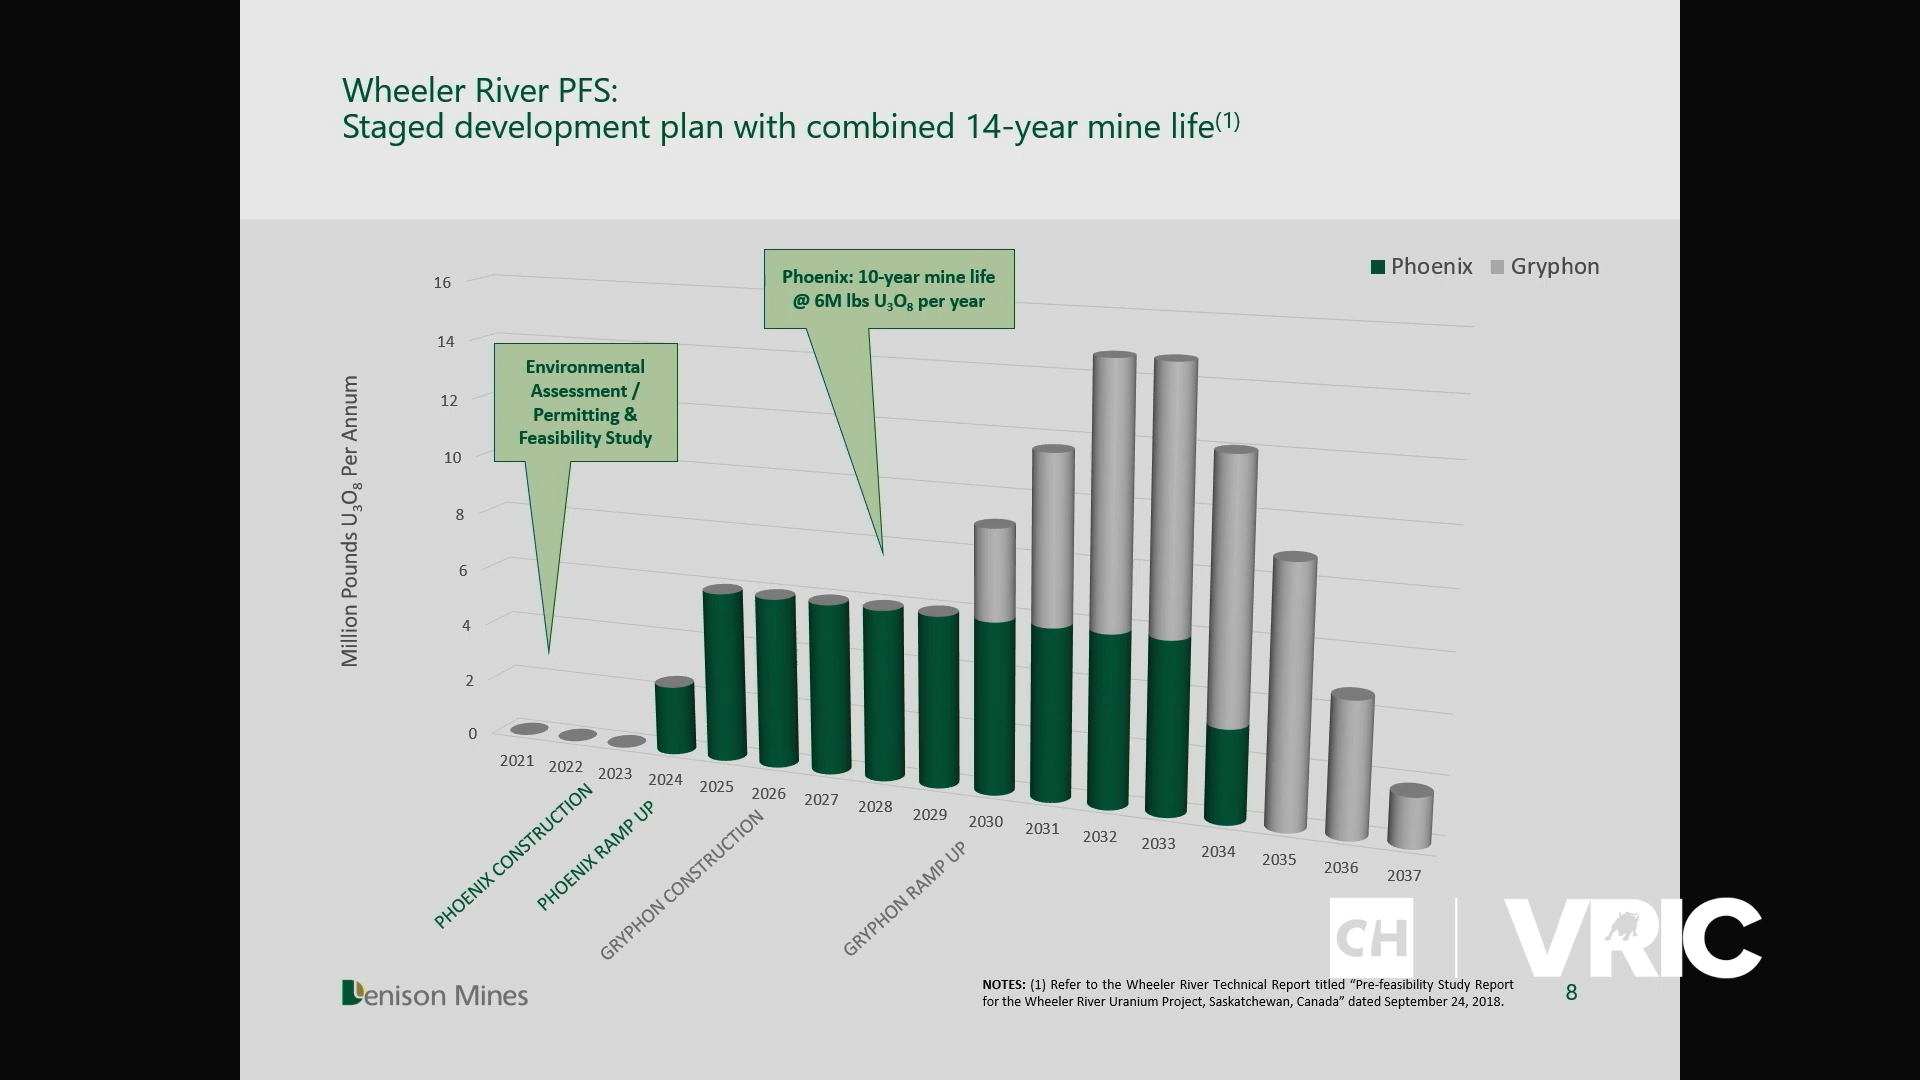 Wheeler River PFS:
Staged development plan with combined 14-year mine life(1)
Phoenix
Gryphon
Phoenix: 10-year mine life
@ 6M lbs U₃O₈ per year
Environmental
Assessment /
Permitting &
Feasibility Study
Million Pounds U₃O₈ Per Annum
16
14
12
10
8
6
4
2
0
2021
2022
2023
2024
2025
2026
2027
2028
2029
2030
2031
2032
2033
2034
2035
2036
2037
PHOENIX CONSTRUCTION
PHOENIX RAMP UP
GRYPHON CONSTRUCTION
GRYPHON RAMP UP
CH
VRIC
Denison Mines
NOTES: (1) Refer to the Wheeler River Technical Report titled “Pre-feasibility Study Report
for the Wheeler River Uranium Project, Saskatchewan, Canada” dated September 24, 2018.
8